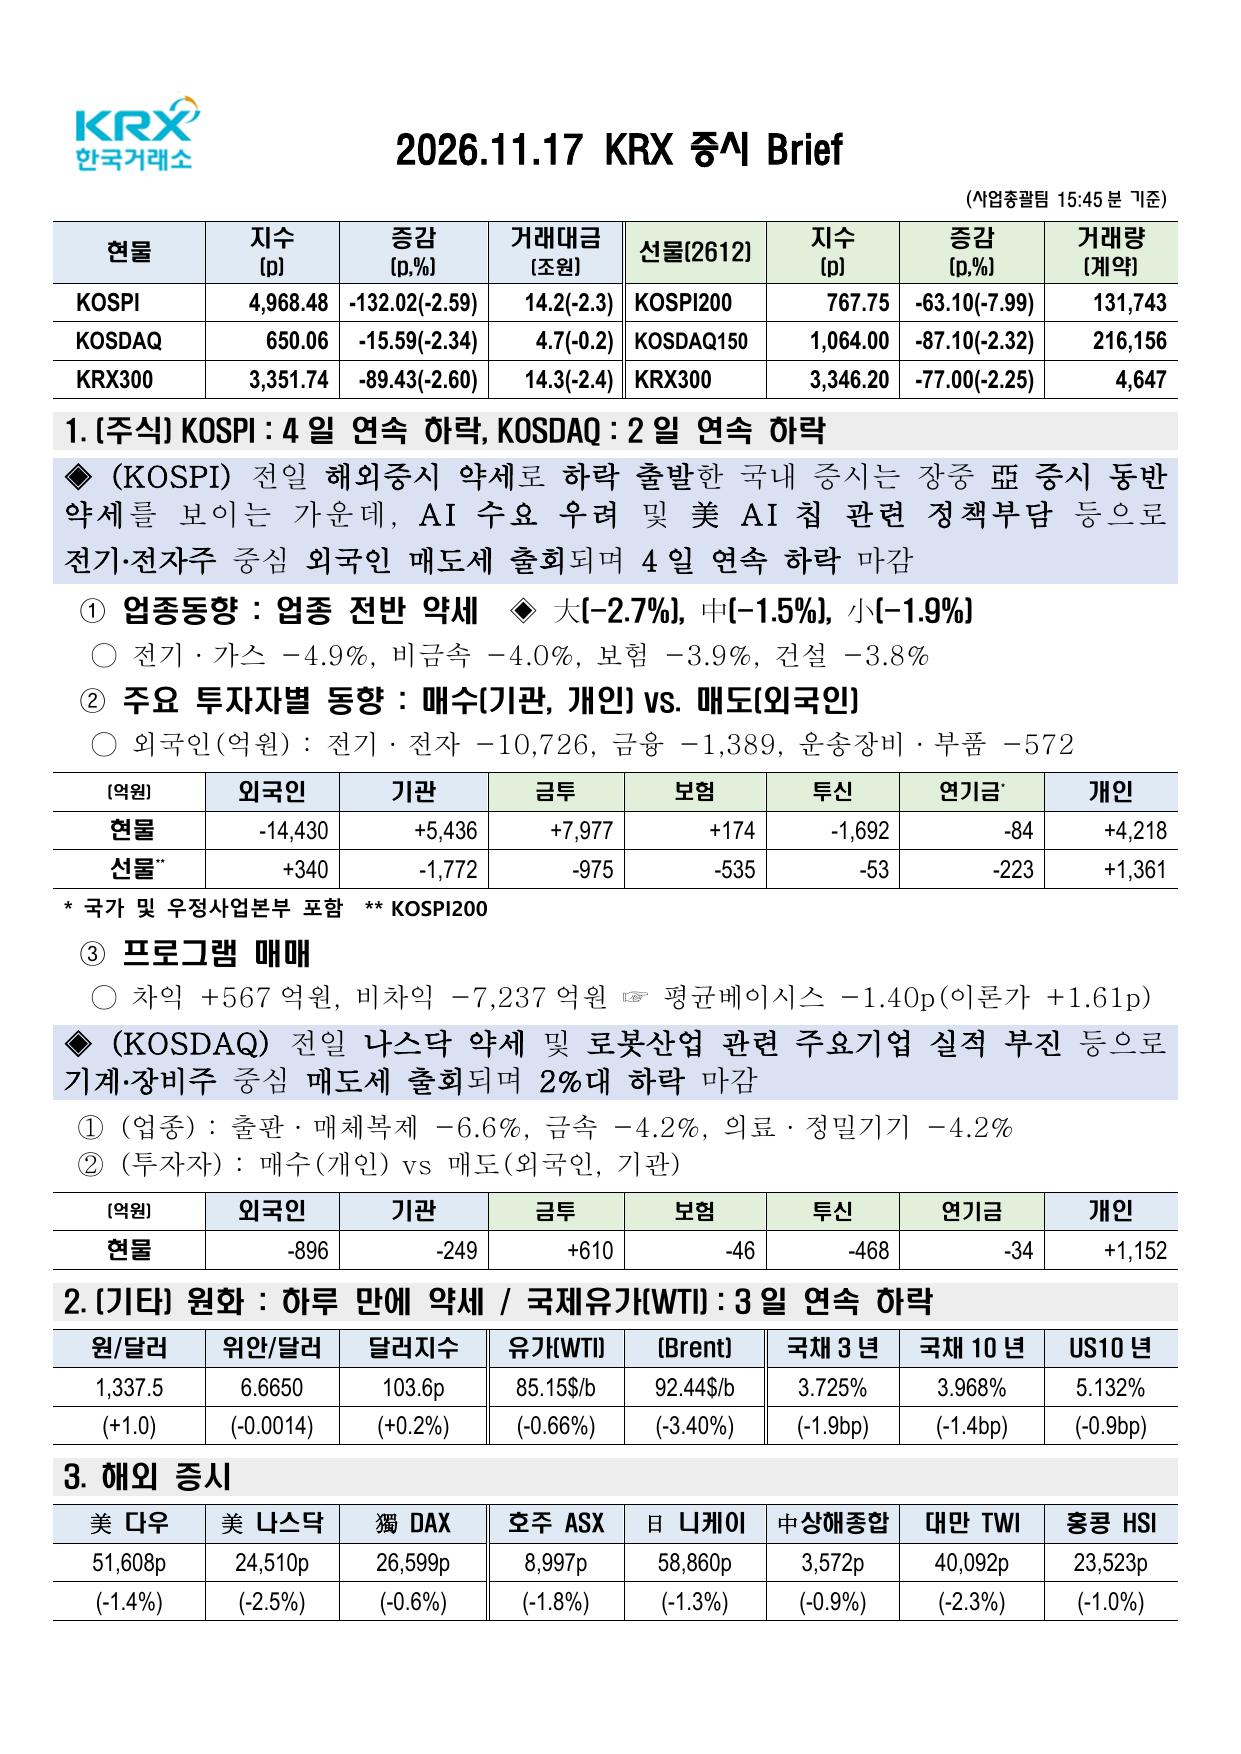 KRX
한국거래소
2026.11.17 KRX 증시 Brief
(사업총괄팀 15:45분 기준)
현물 지수(p) 증감(p,%) 거래대금(조원) 선물(2612) 지수(p) 증감(p,%) 거래량(계약)
KOSPI 4,968.48 -132.02(-2.59) 14.2(-2.3) KOSPI200 767.75 -63.10(-7.99) 131,743
KOSDAQ 650.06 -15.59(-2.34) 4.7(-0.2) KOSDAQ150 1,064.00 -87.10(-2.32) 216,156
KRX300 3,351.74 -89.43(-2.60) 14.3(-2.4) KRX300 3,346.20 -77.00(-2.25) 4,647
1. (주식) KOSPI : 4일 연속 하락, KOSDAQ : 2일 연속 하락
◈ (KOSPI) 전일 해외증시 약세로 하락 출발한 국내 증시는 장중 亞 증시 동반
약세를 보이는 가운데, AI 수요 우려 및 美 AI 칩 관련 정책부담 등으로
전기·전자주 중심 외국인 매도세 출회되며 4일 연속 하락 마감
① 업종동향 : 업종 전반 약세 ◈ 大(-2.7%), 中(-1.5%), 小(-1.9%)
○ 전기·가스 -4.9%, 비금속 -4.0%, 보험 -3.9%, 건설 -3.8%
② 주요 투자자별 동향 : 매수(기관, 개인) vs. 매도(외국인)
○ 외국인(억원) : 전기·전자 -10,726, 금융 -1,389, 운송장비·부품 -572
(억원) 외국인 기관 금투 보험 투신 연기금* 개인
현물 -14,430 +5,436 +7,977 +174 -1,692 -84 +4,218
선물** +340 -1,772 -975 -535 -53 -223 +1,361
* 국가 및 우정사업본부 포함 ** KOSPI200
③ 프로그램 매매
○ 차익 +567억원, 비차익 -7,237억원 ☞ 평균베이시스 -1.40p(이론가 +1.61p)
◈ (KOSDAQ) 전일 나스닥 약세 및 로봇산업 관련 주요기업 실적 부진 등으로
기계·장비주 중심 매도세 출회되며 2%대 하락 마감
① (업종) : 출판·매체복제 -6.6%, 금속 -4.2%, 의료·정밀기기 -4.2%
② (투자자) : 매수(개인) vs 매도(외국인, 기관)
(억원) 외국인 기관 금투 보험 투신 연기금 개인
현물 -896 -249 +610 -46 -468 -34 +1,152
2. (기타) 원화 : 하루 만에 약세 / 국제유가(WTI) : 3일 연속 하락
원/달러 위안/달러 달러지수 유가(WTI) (Brent) 국채3년 국채10년 US10년
1,337.5 6.6650 103.6p 85.15$/b 92.44$/b 3.725% 3.968% 5.132%
(+1.0) (-0.0014) (+0.2%) (-0.66%) (-3.40%) (-1.9bp) (-1.4bp) (-0.9bp)
3. 해외 증시
美 다우 美 나스닥 獨 DAX 호주 ASX 日 니케이 中상해종합 대만 TWI 홍콩 HSI
51,608p 24,510p 26,599p 8,997p 58,860p 3,572p 40,092p 23,523p
(-1.4%) (-2.5%) (-0.6%) (-1.8%) (-1.3%) (-0.9%) (-2.3%) (-1.0%)